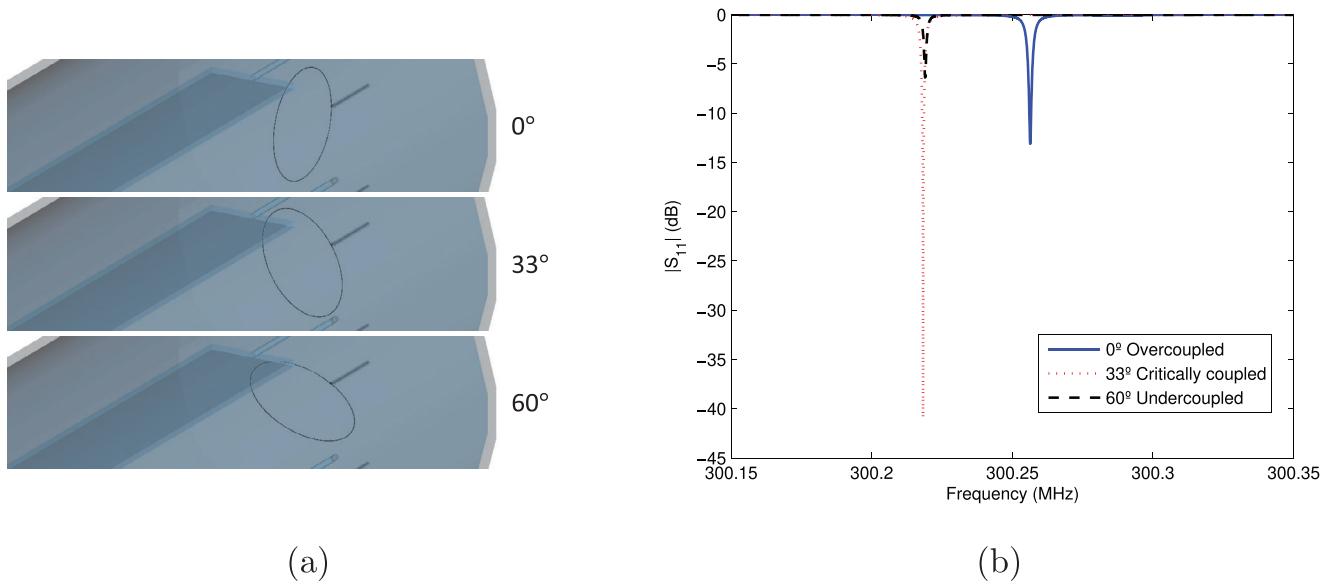 0°
33°
60°
(a)
0
−5
−10
−15
−20
−25
−30
−35
−40
−45
|S11| (dB)
300.15
300.2
300.25
300.3
300.35
Frequency (MHz)
0º Overcoupled
33º Critically coupled
60º Undercoupled
(b)